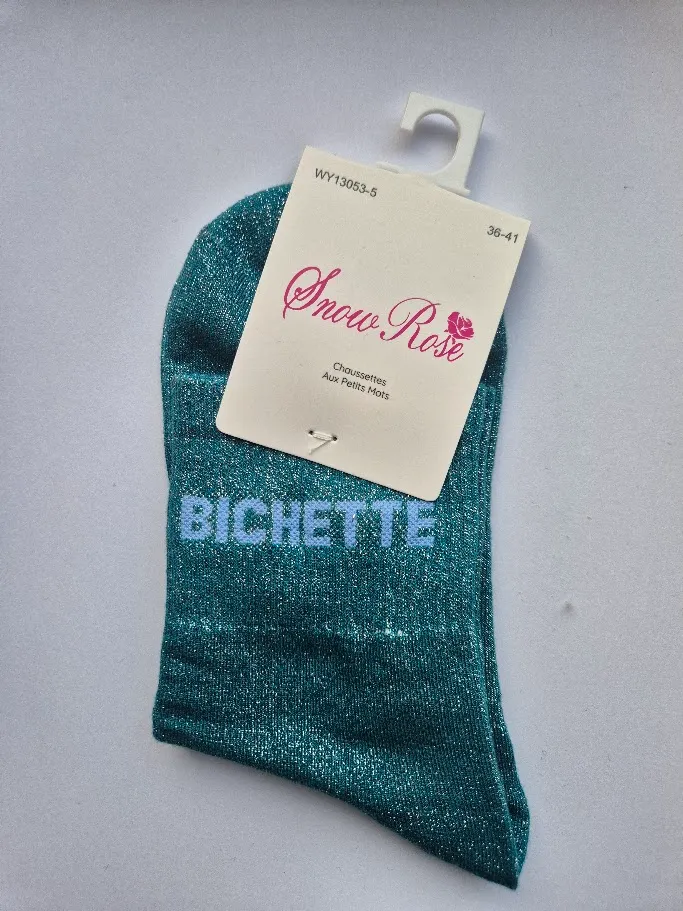 WY13053-5
36-41
Snow Rose
Chaussettes
Aux Petits Mots
BICHETTE